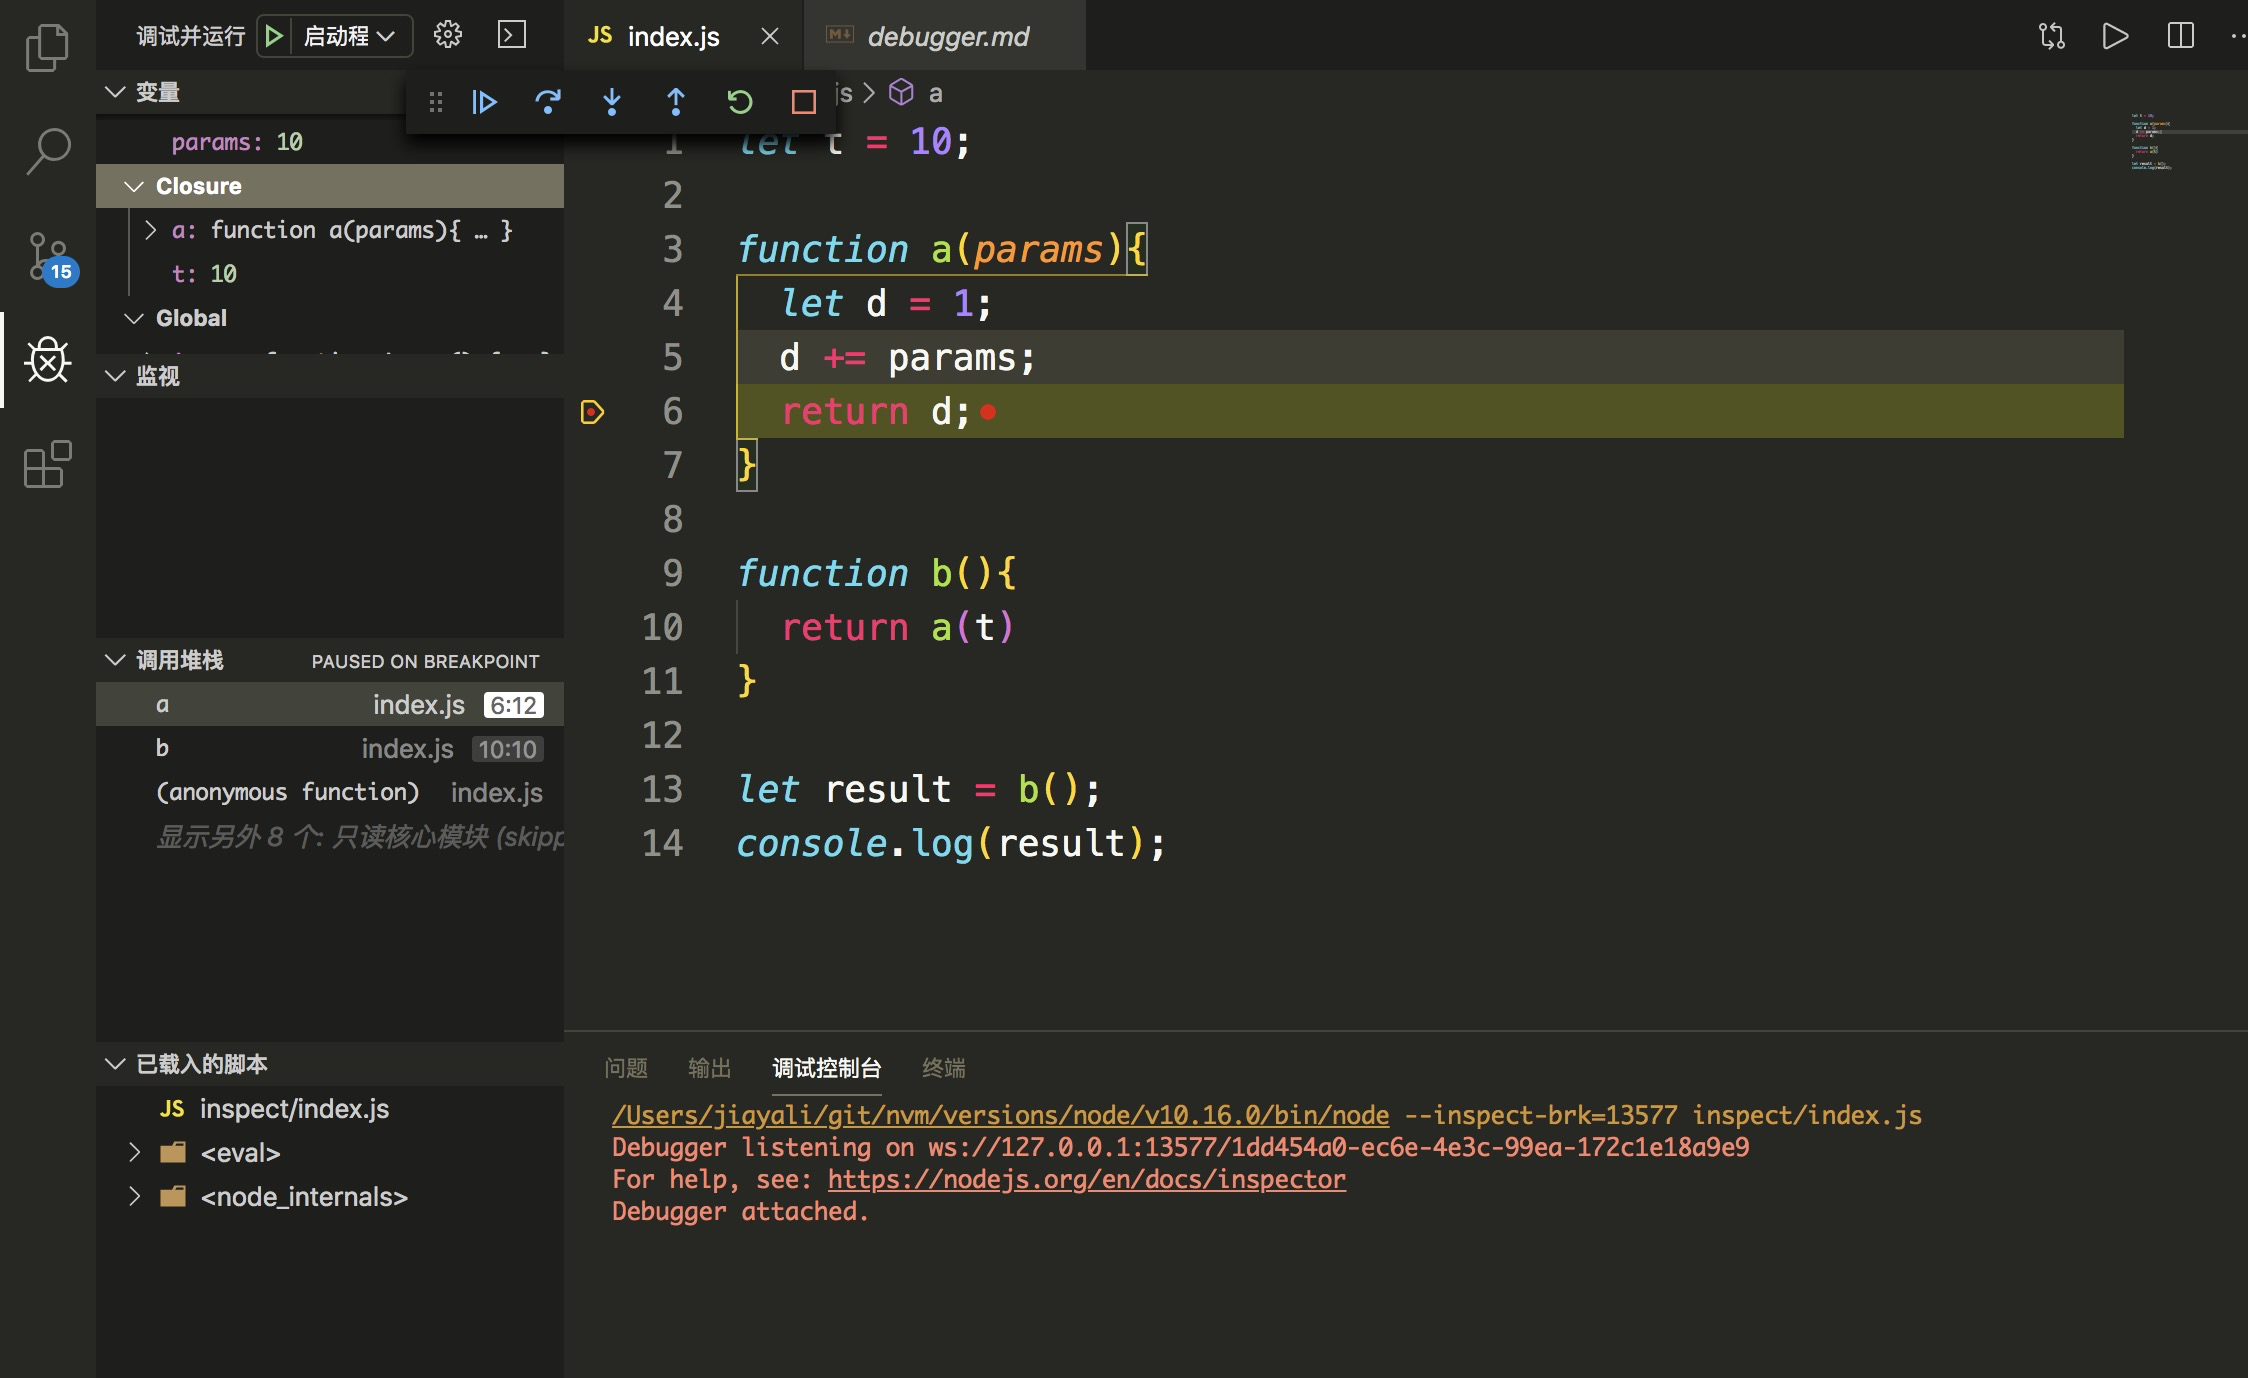 调试并运行 启动程
变量
params: 10
Closure
a: function a(params){ … }
t: 10
Global
监视
调用堆栈 PAUSED ON BREAKPOINT
a index.js 6:12
b index.js 10:10
(anonymous function) index.js
显示另外 8 个: 只读核心模块 (skipp
已载入的脚本
JS inspect/index.js
<eval>
<node_internals>
15
JS index.js
M debugger.md
js > a
1 let t = 10;
2
3 function a(params){
4 let d = 1;
5 d += params;
6 return d;
7 }
8
9 function b(){
10 return a(t)
11 }
12
13 let result = b();
14 console.log(result);
问题 输出 调试控制台 终端
/Users/jiayali/git/nvm/versions/node/v10.16.0/bin/node --inspect-brk=13577 inspect/index.js
Debugger listening on ws://127.0.0.1:13577/1dd454a0-ec6e-4e3c-99ea-172c1e18a9e9
For help, see: https://nodejs.org/en/docs/inspector
Debugger attached.